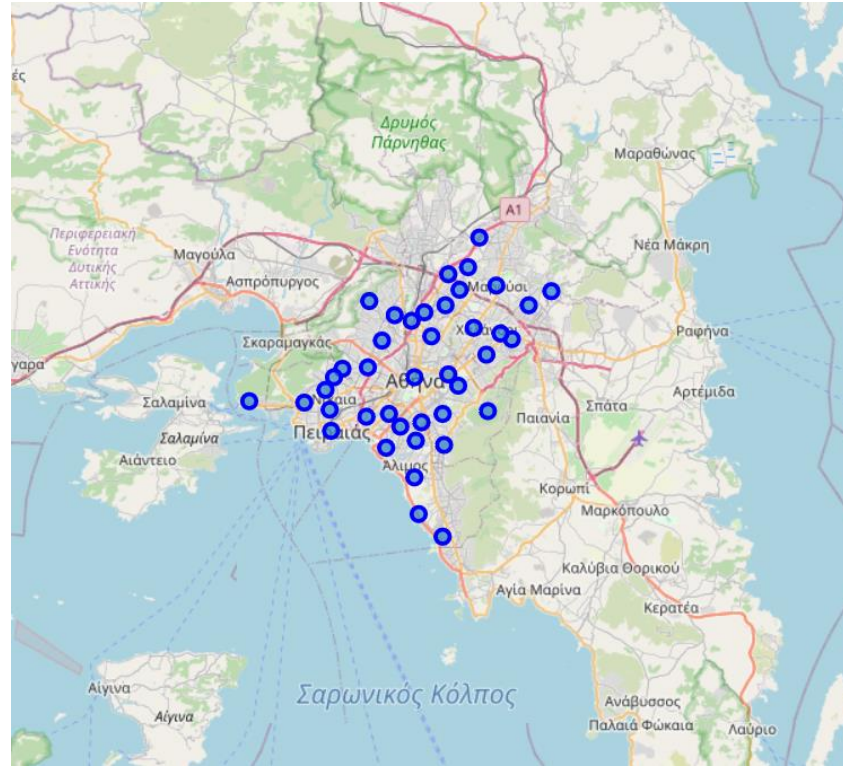 Δρυμός
Πάρνηθας
Μαραθώνας
A1
Περιφερειακή
Ενότητα
Δυτικής
Αττικής
Μαγούλα
Νέα Μάκρη
Ασπρόπυργος
Σκαραμαγκάς
Ραφήνα
Αθήνα
Σαλαμίνα
Αρτέμιδα
Σπάτα
Παιανία
Πειραιάς
Σαλαμίνα
Αιάντειο
Άλιμος
Κορωπί
Μαρκόπουλο
Καλύβια Θορικού
Αγία Μαρίνα
Κερατέα
Αίγινα
Σαρωνικός Κόλπος
Αίγινα
Ανάβυσσος
Παλαιά Φώκαια
Λαύριο